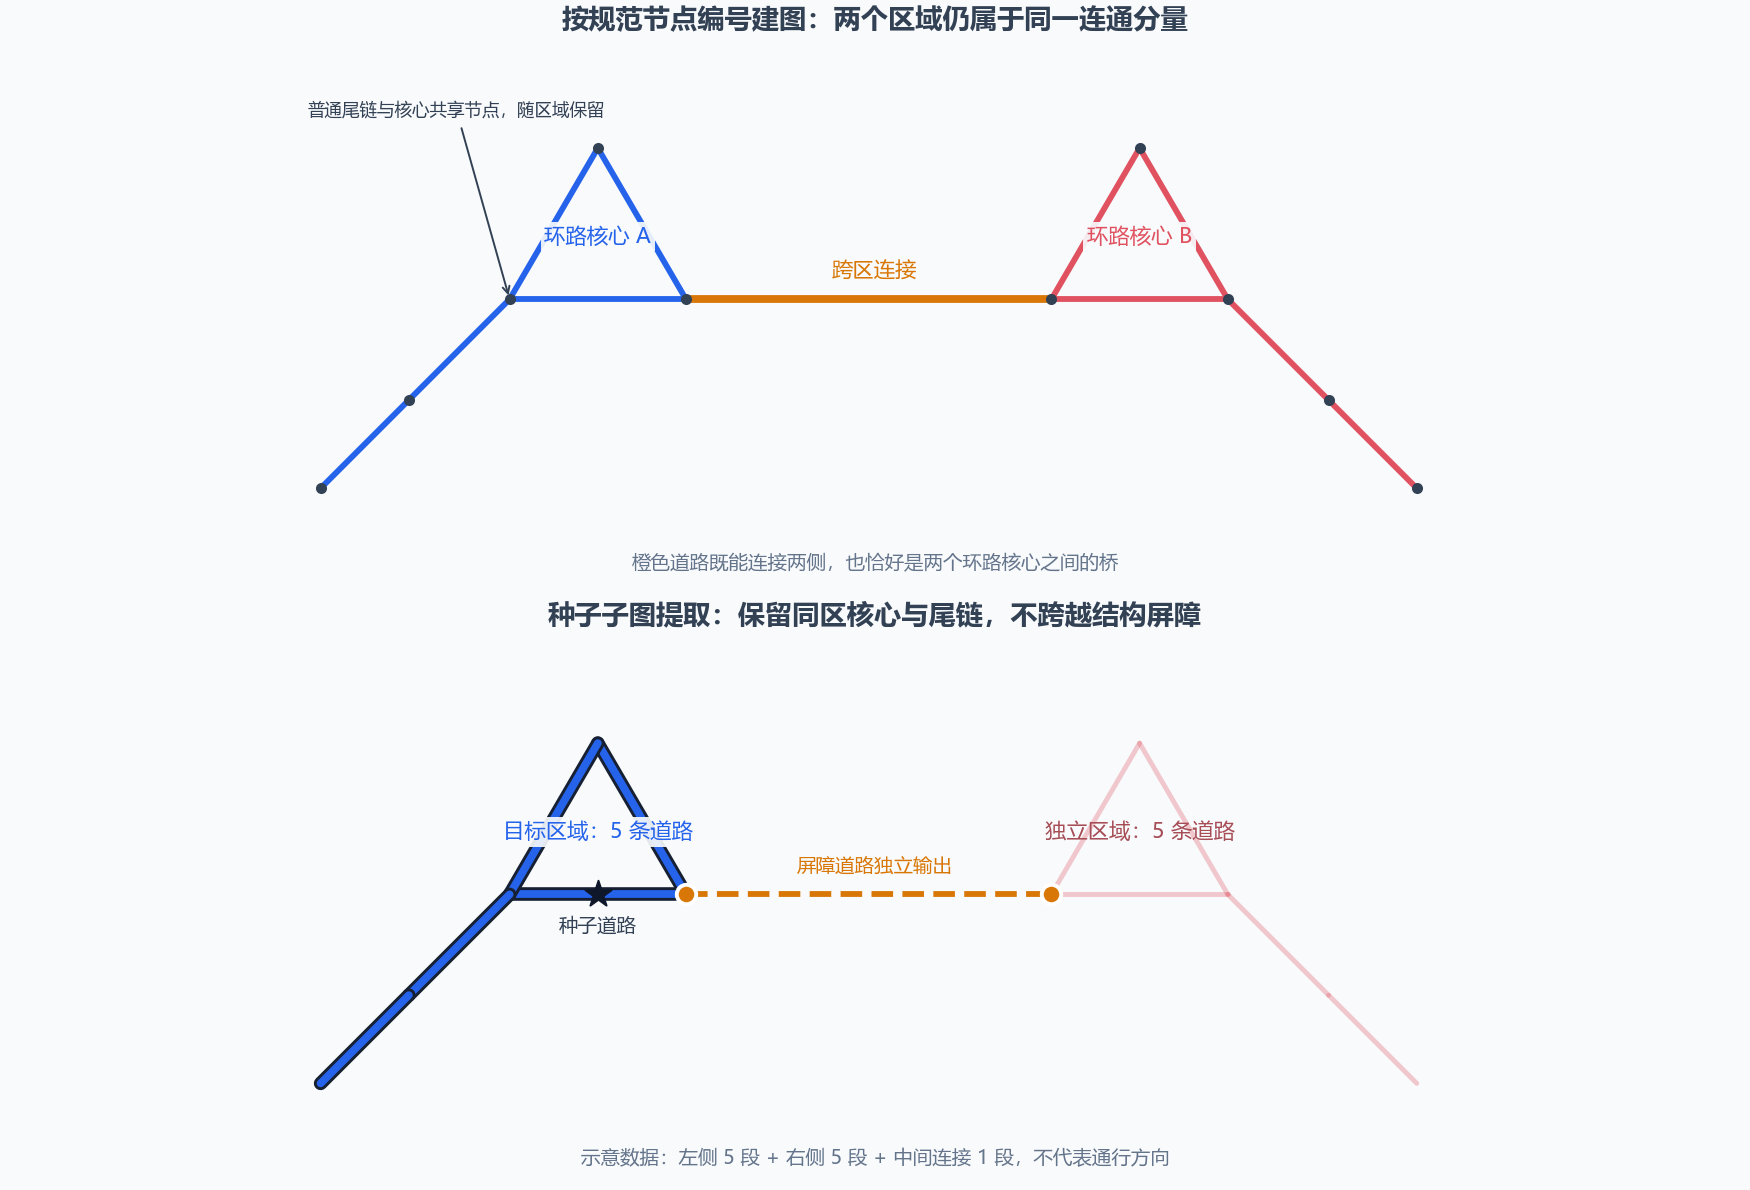 按规范节点编号建图：两个区域仍属于同一连通分量
普通尾链与核心共享节点，随区域保留
环路核心 A
环路核心 B
跨区连接
橙色道路既能连接两侧，也恰好是两个环路核心之间的桥
种子子图提取：保留同区核心与尾链，不跨越结构屏障
目标区域：5 条道路
独立区域：5 条道路
屏障道路独立输出
种子道路
示意数据：左侧 5 段 + 右侧 5 段 + 中间连接 1 段，不代表通行方向